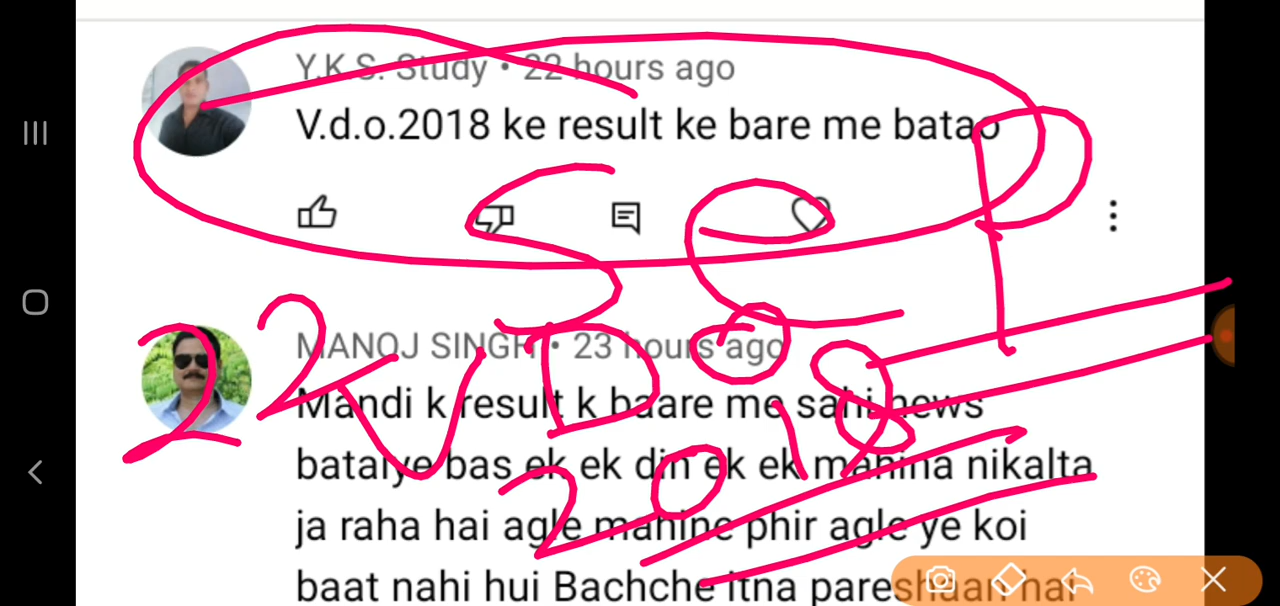 Y.K.S. Study • 22 hours ago
V.d.o.2018 ke result ke bare me batao
MANOJ SINGH • 23 hours ago
Mandi k result k baare me sahi news
bataiye bas ek ek din ek ek mahina nikalta
ja raha hai agle mahine phir agle ye koi
baat nahi hui Bachche itna pareshaan hai
22
VDO
2018